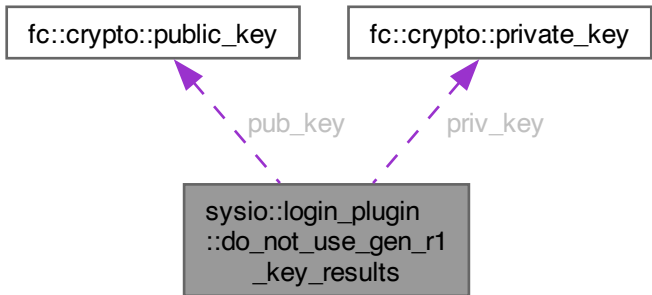 fc::crypto::public_key
fc::crypto::private_key
pub_key
priv_key
sysio::login_plugin
::do_not_use_gen_r1
_key_results